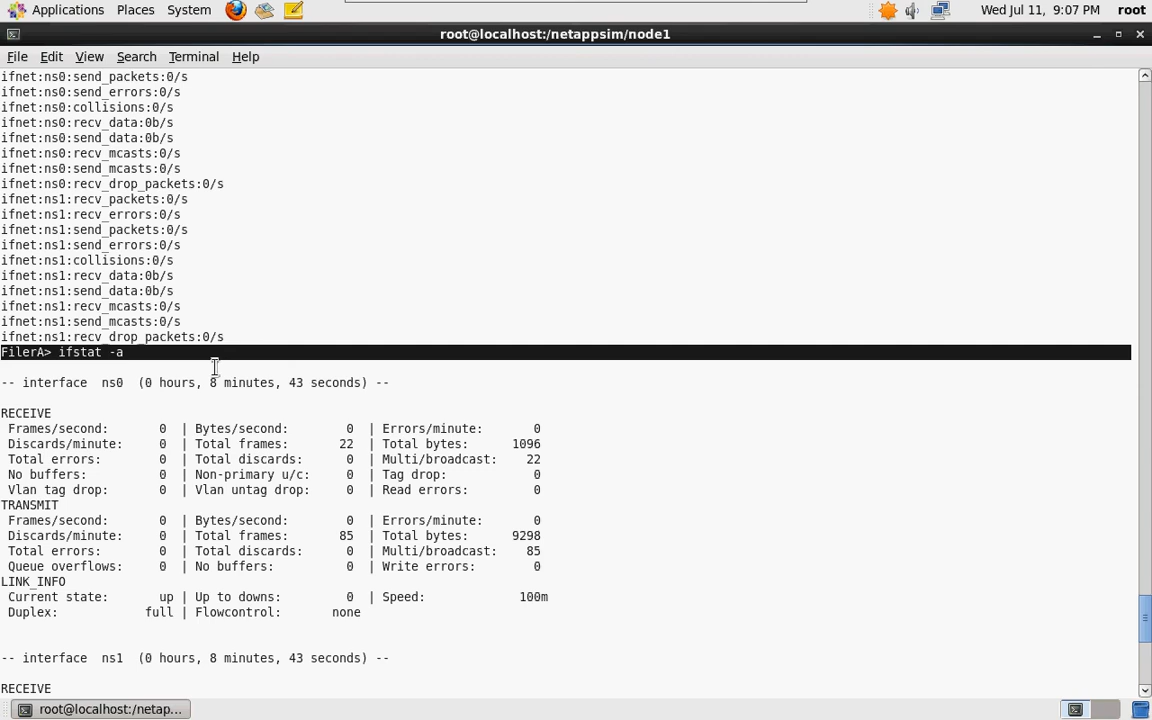 Applications Places System Wed Jul 11, 9:07 PM root
root@localhost:/netappsim/node1
File Edit View Search Terminal Help
ifnet:ns0:send_packets:0/s
ifnet:ns0:send_errors:0/s
ifnet:ns0:collisions:0/s
ifnet:ns0:recv_data:0b/s
ifnet:ns0:send_data:0b/s
ifnet:ns0:recv_mcasts:0/s
ifnet:ns0:send_mcasts:0/s
ifnet:ns0:recv_drop_packets:0/s
ifnet:ns1:recv_packets:0/s
ifnet:ns1:recv_errors:0/s
ifnet:ns1:send_packets:0/s
ifnet:ns1:send_errors:0/s
ifnet:ns1:collisions:0/s
ifnet:ns1:recv_data:0b/s
ifnet:ns1:send_data:0b/s
ifnet:ns1:recv_mcasts:0/s
ifnet:ns1:send_mcasts:0/s
ifnet:ns1:recv_drop_packets:0/s
FilerA> ifstat -a
-- interface  ns0  (0 hours, 8 minutes, 43 seconds) --
RECEIVE
Frames/second:       0  | Bytes/second:        0  | Errors/minute:       0
Discards/minute:     0  | Total frames:       22  | Total bytes:      1096
Total errors:        0  | Total discards:      0  | Multi/broadcast:    22
No buffers:          0  | Non-primary u/c:     0  | Tag drop:            0
Vlan tag drop:       0  | Vlan untag drop:     0  | Read errors:         0
TRANSMIT
Frames/second:       0  | Bytes/second:        0  | Errors/minute:       0
Discards/minute:     0  | Total frames:       85  | Total bytes:      9298
Total errors:        0  | Total discards:      0  | Multi/broadcast:    85
Queue overflows:     0  | No buffers:          0  | Write errors:        0
LINK_INFO
Current state:      up | Up to downs:         0  | Speed:             100m
Duplex:            full | Flowcontrol:       none
-- interface  ns1  (0 hours, 8 minutes, 43 seconds) --
RECEIVE
root@localhost:/netap...